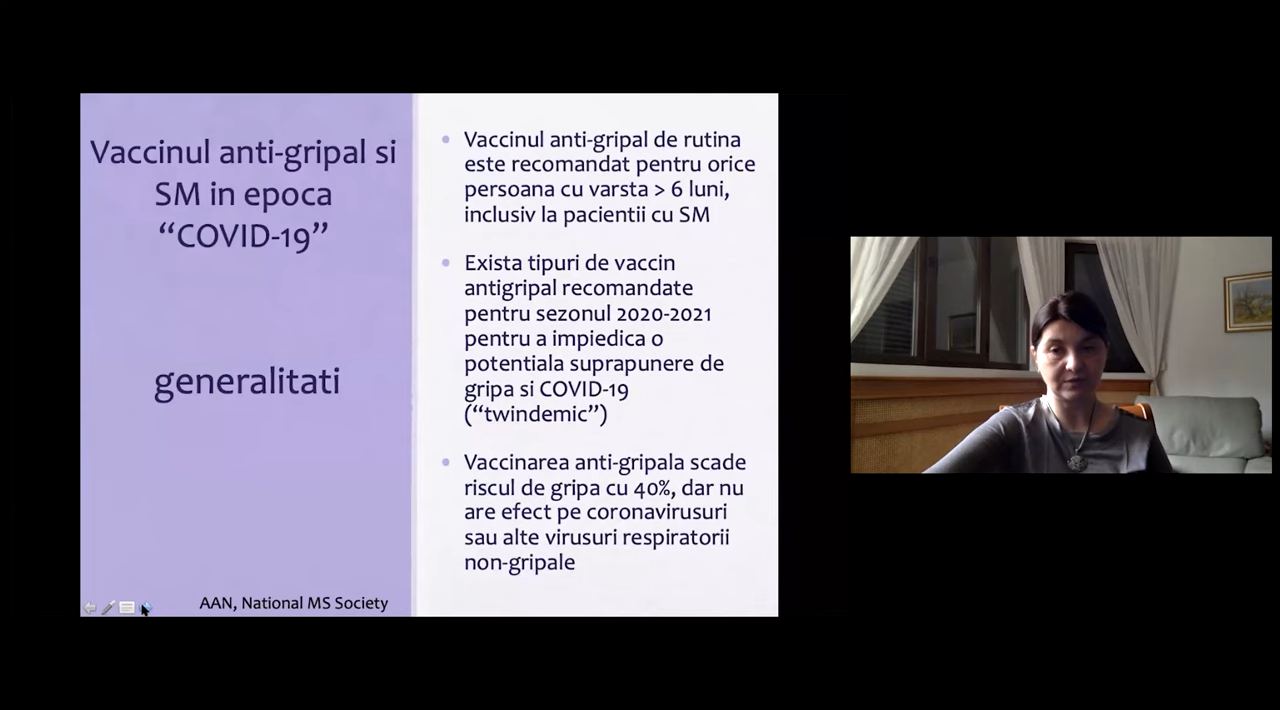 Vaccinul anti-gripal si
SM in epoca
“COVID-19”
generalitati
AAN, National MS Society
Vaccinul anti-gripal de rutina
este recomandat pentru orice
persoana cu varsta > 6 luni,
inclusiv la pacientii cu SM
Exista tipuri de vaccin
antigripal recomandate
pentru sezonul 2020-2021
pentru a impiedica o
potentiala suprapunere de
gripa si COVID-19
(“twindemic”)
Vaccinarea anti-gripala scade
riscul de gripa cu 40%, dar nu
are efect pe coronavirusuri
sau alte virusuri respiratorii
non-gripale